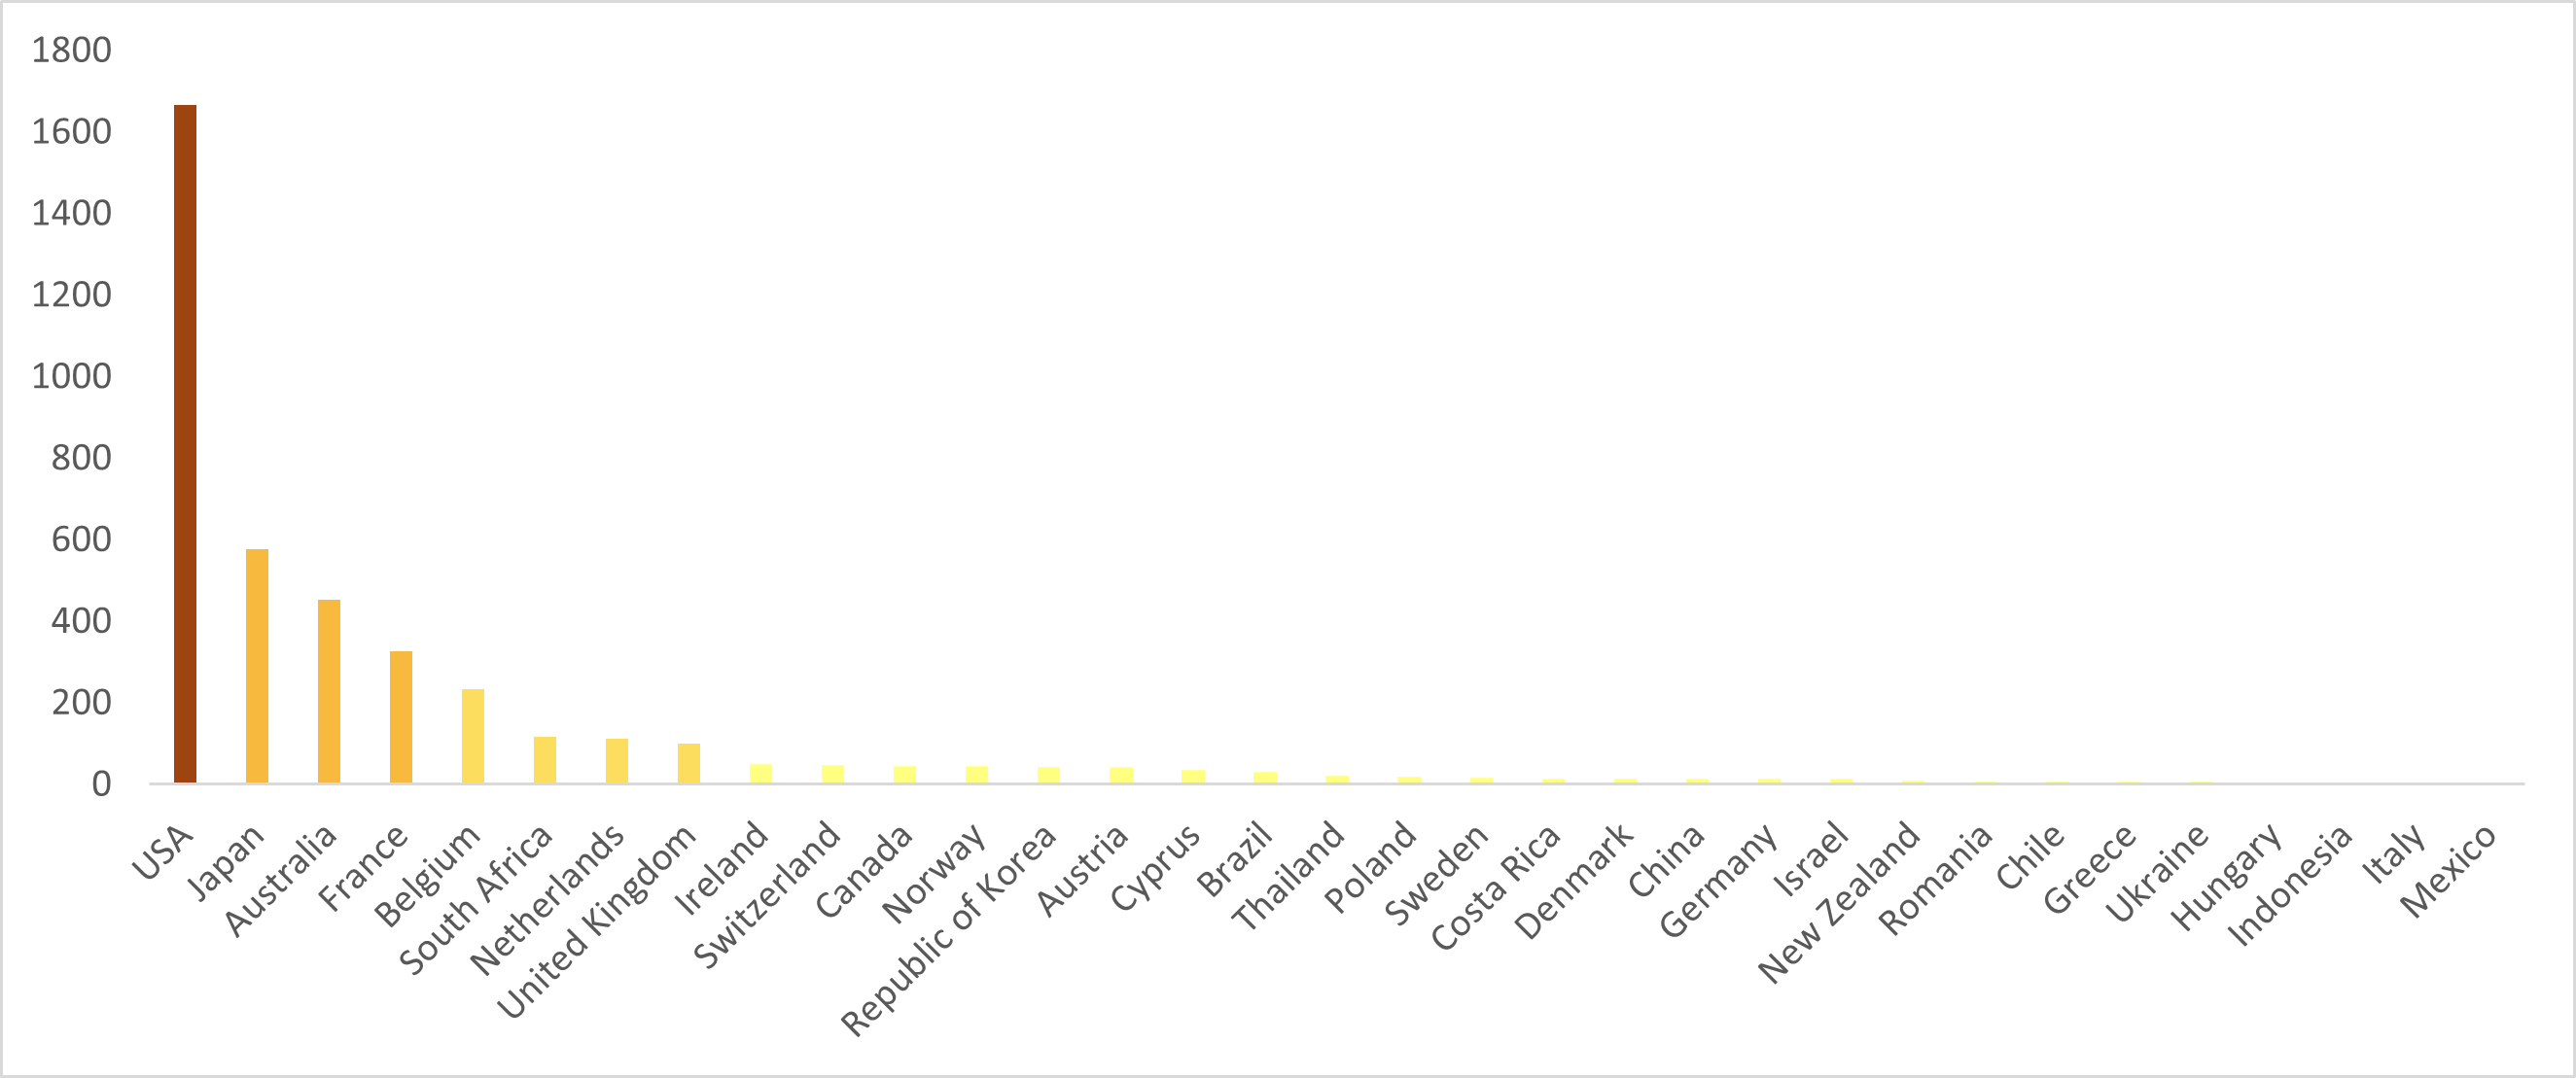 1800
1600
1400
1200
1000
800
600
400
200
0
USA
Japan
Australia
France
Belgium
South Africa
Netherlands
United Kingdom
Ireland
Switzerland
Canada
Norway
Republic of Korea
Austria
Cyprus
Brazil
Thailand
Poland
Sweden
Costa Rica
Denmark
China
Germany
Israel
New Zealand
Romania
Chile
Greece
Ukraine
Hungary
Indonesia
Italy
Mexico